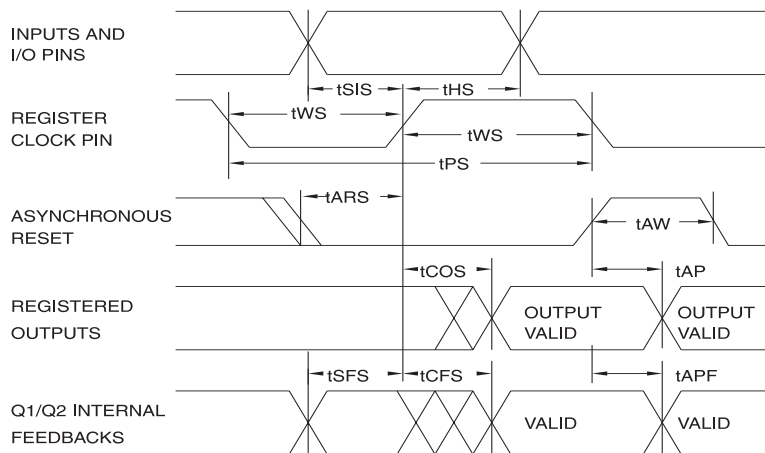 INPUTS AND
I/O PINS
tSIS
tHS
REGISTER
CLOCK PIN
tWS
tWS
tPS
ASYNCHRONOUS
RESET
tARS
tAW
tCOS
tAP
REGISTERED
OUTPUTS
OUTPUT
VALID
OUTPUT
VALID
tSFS
tCFS
tAPF
Q1/Q2 INTERNAL
FEEDBACKS
VALID
VALID